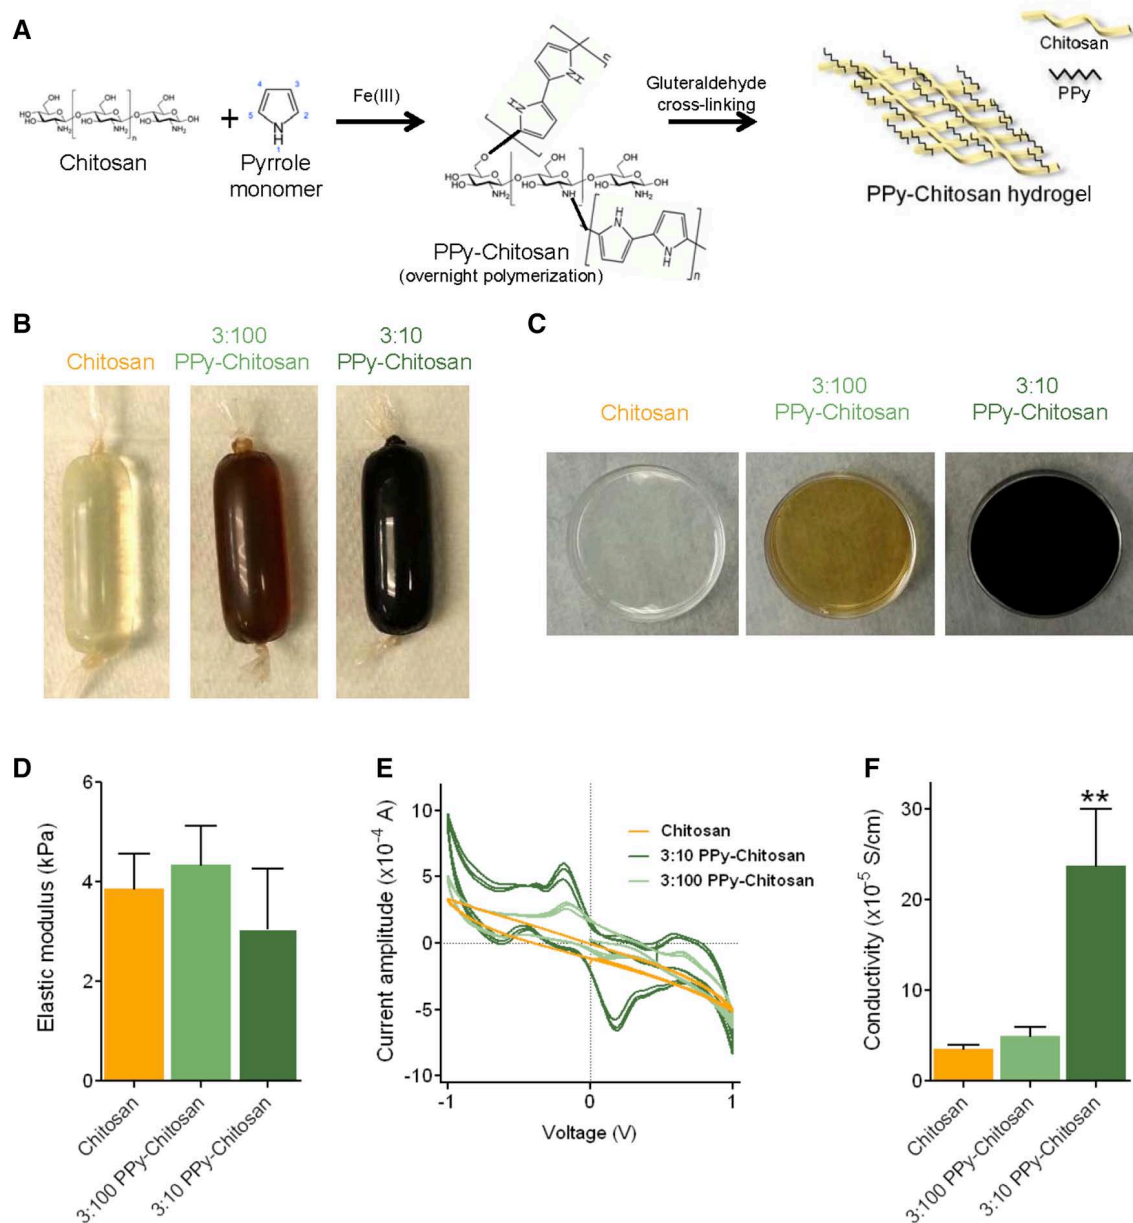 A
Chitosan
Pyrrole
monomer
Fe(III)
PPy-Chitosan
(overnight polymerization)
Gluteraldehyde
cross-linking
Chitosan
PPy
PPy-Chitosan hydrogel
B
Chitosan
3:100
PPy-Chitosan
3:10
PPy-Chitosan
C
Chitosan
3:100
PPy-Chitosan
3:10
PPy-Chitosan
D
Elastic modulus (kPa)
6
4
2
0
Chitosan
3:100 PPy-Chitosan
3:10 PPy-Chitosan
E
Current amplitude (x10⁻⁴ A)
10
5
0
-5
-10
-1
0
1
Voltage (V)
Chitosan
3:10 PPy-Chitosan
3:100 PPy-Chitosan
F
Conductivity (x10⁻⁵ S/cm)
30
20
10
0
**
Chitosan
3:100 PPy-Chitosan
3:10 PPy-Chitosan